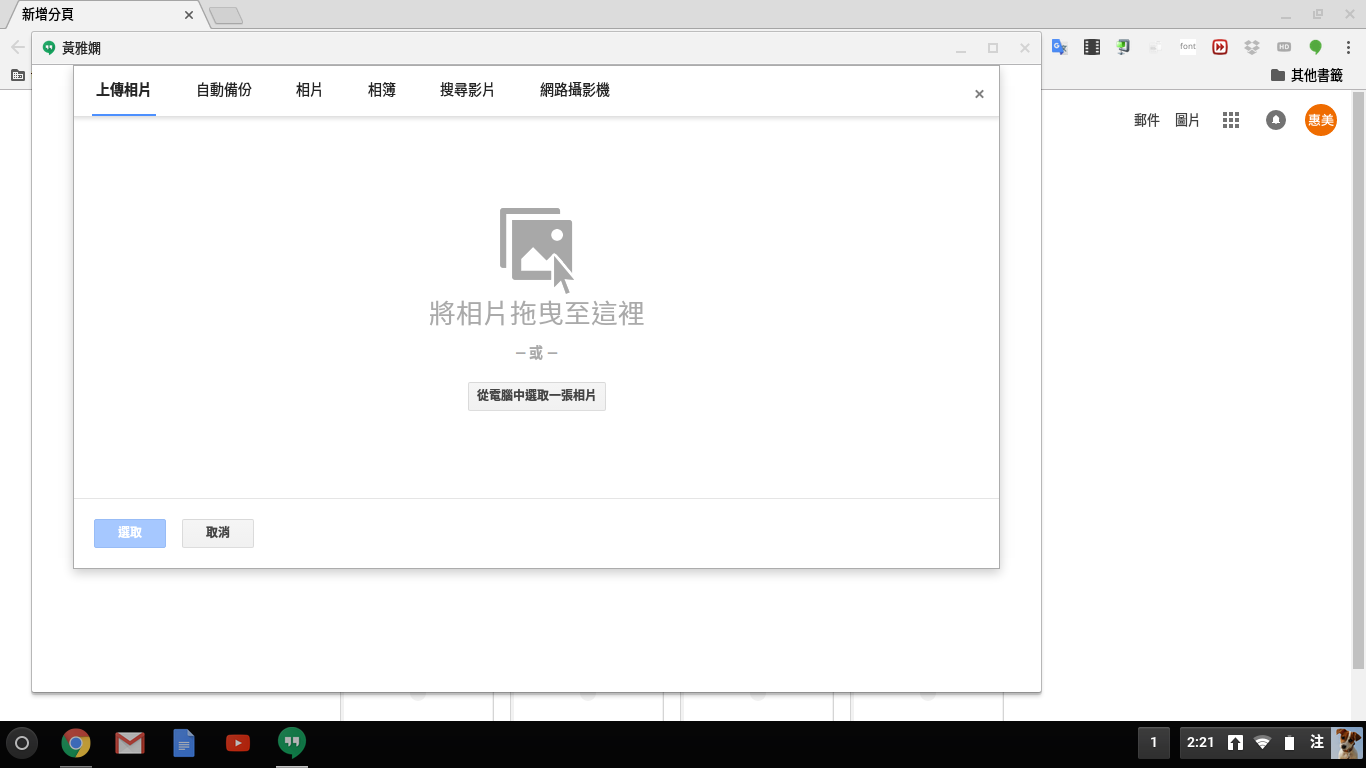 新增分頁
黃雅嫻
font
HD
其他書籤
上傳相片 自動備份 相片 相簿 搜尋影片 網路攝影機
郵件 圖片 惠美
將相片拖曳至這裡
– 或 –
從電腦中選取一張相片
選取 取消
1 2:21 注